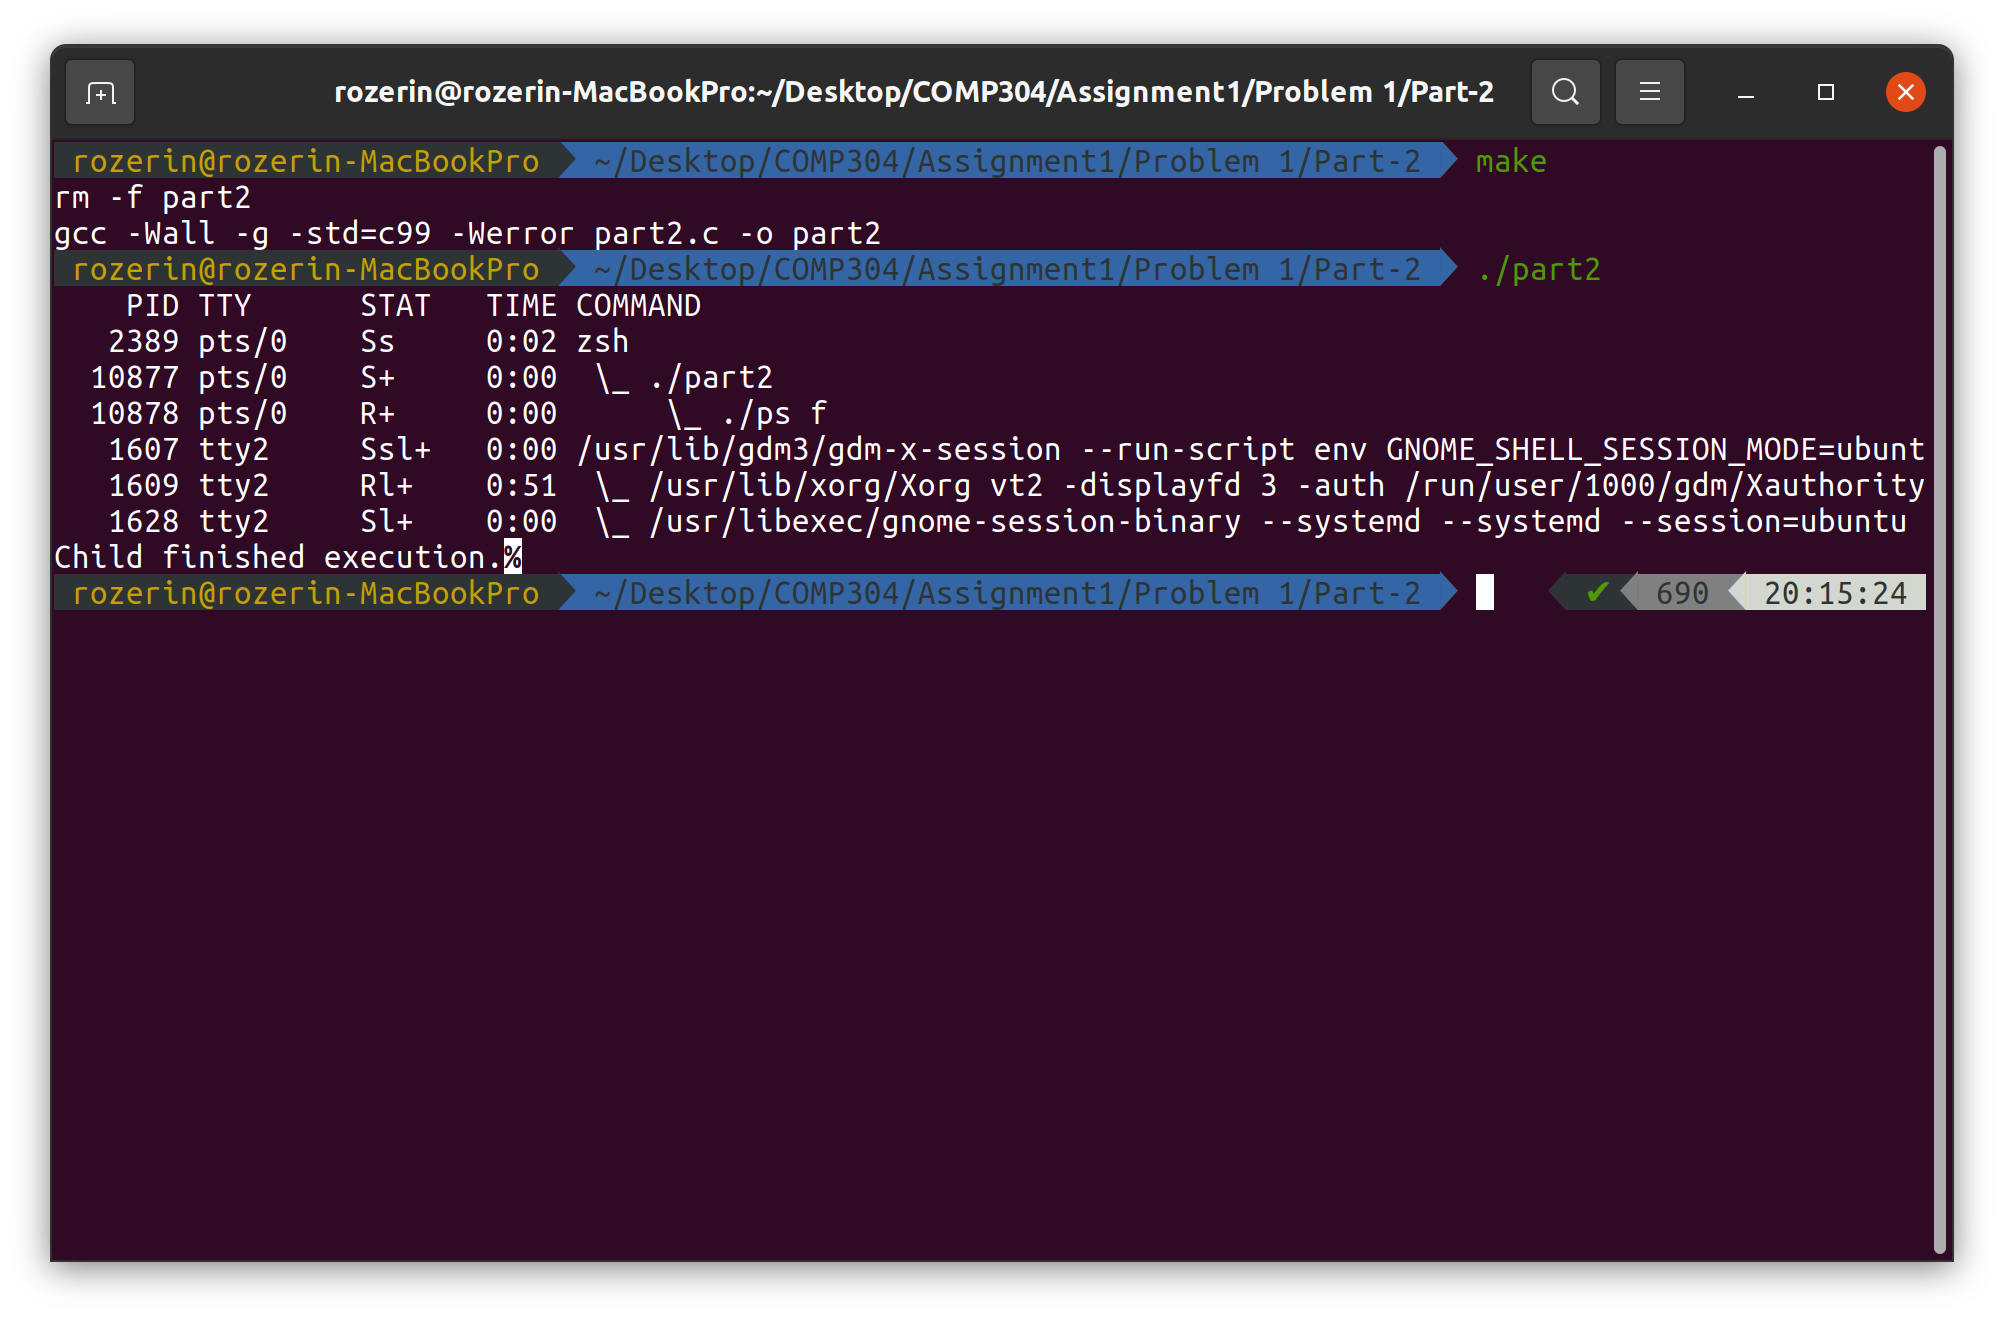 rozerin@rozerin-MacBookPro:~/Desktop/COMP304/Assignment1/Problem 1/Part-2
rozerin@rozerin-MacBookPro ~/Desktop/COMP304/Assignment1/Problem 1/Part-2 make
rm -f part2
gcc -Wall -g -std=c99 -Werror part2.c -o part2
rozerin@rozerin-MacBookPro ~/Desktop/COMP304/Assignment1/Problem 1/Part-2 ./part2
    PID TTY      STAT   TIME COMMAND
   2389 pts/0    Ss     0:02 zsh
  10877 pts/0    S+     0:00  \_ ./part2
  10878 pts/0    R+     0:00      \_ ./ps f
   1607 tty2     Ssl+   0:00 /usr/lib/gdm3/gdm-x-session --run-script env GNOME_SHELL_SESSION_MODE=ubunt
   1609 tty2     Rl+    0:51  \_ /usr/lib/xorg/Xorg vt2 -displayfd 3 -auth /run/user/1000/gdm/Xauthority
   1628 tty2     Sl+    0:00  \_ /usr/libexec/gnome-session-binary --systemd --systemd --session=ubuntu
Child finished execution.%
rozerin@rozerin-MacBookPro ~/Desktop/COMP304/Assignment1/Problem 1/Part-2 ✔ 690 20:15:24